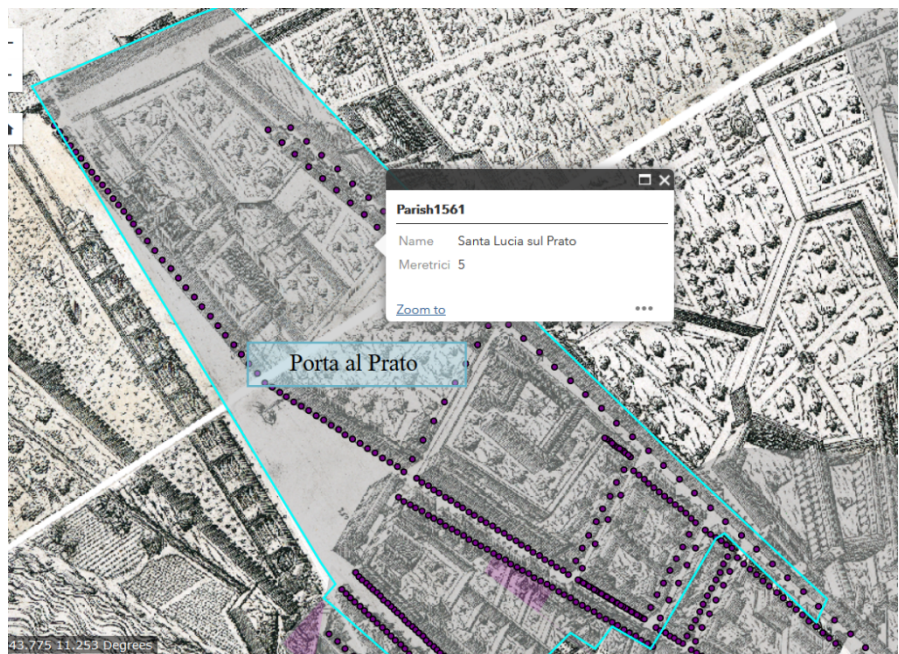 Parish1561
Name Santa Lucia sul Prato
Meretrici 5
Zoom to
Porta al Prato
43.775 11.253 Degrees